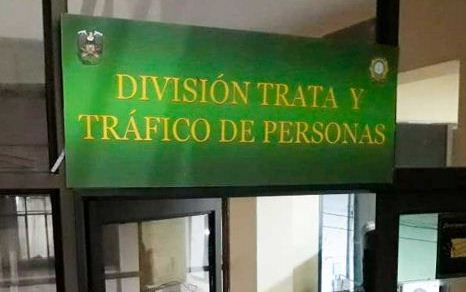 DIVISIÓN TRATA Y
TRÁFICO DE PERSONAS